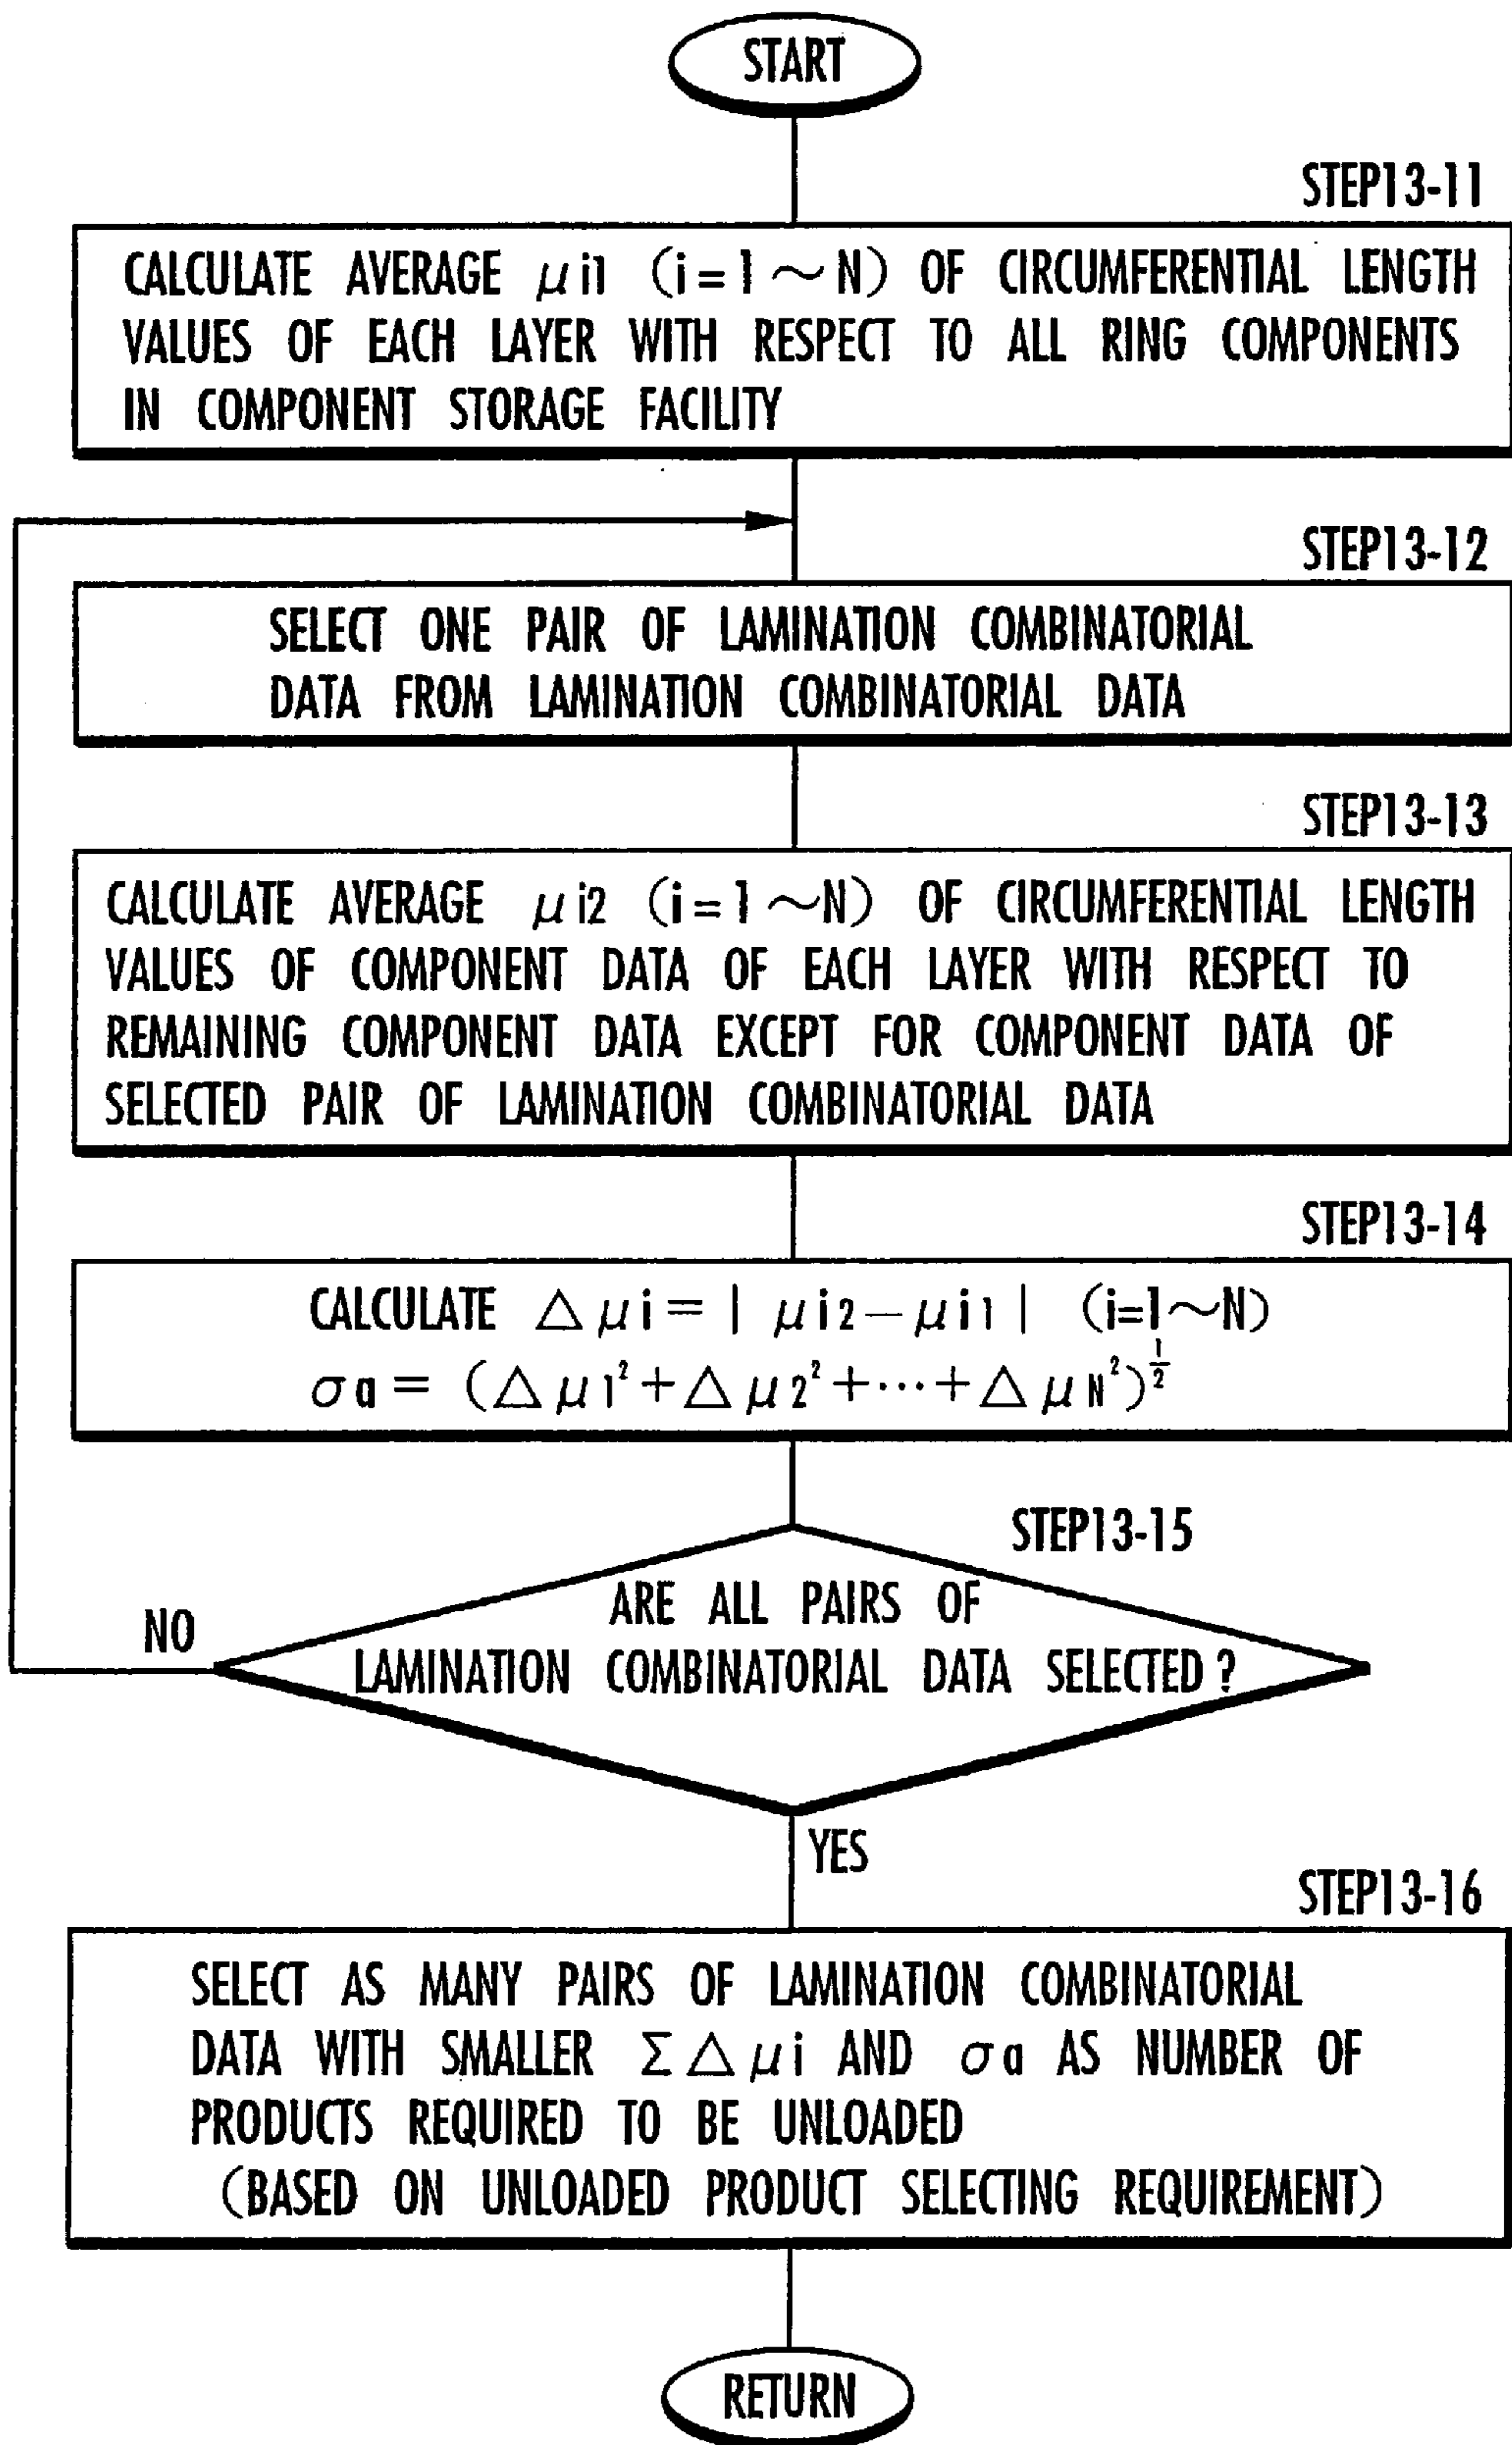 START
STEP13-11
CALCULATE AVERAGE μi1 (i=1~N) OF CIRCUMFERENTIAL LENGTH
VALUES OF EACH LAYER WITH RESPECT TO ALL RING COMPONENTS
IN COMPONENT STORAGE FACILITY
STEP13-12
SELECT ONE PAIR OF LAMINATION COMBINATORIAL
DATA FROM LAMINATION COMBINATORIAL DATA
STEP13-13
CALCULATE AVERAGE μi2 (i=1~N) OF CIRCUMFERENTIAL LENGTH
VALUES OF COMPONENT DATA OF EACH LAYER WITH RESPECT TO
REMAINING COMPONENT DATA EXCEPT FOR COMPONENT DATA OF
SELECTED PAIR OF LAMINATION COMBINATORIAL DATA
STEP13-14
CALCULATE △μi=| μi2−μi1 | (i=1~N)
σa= (△μ1²+△μ2²+⋯+△μN²)^½
STEP13-15
ARE ALL PAIRS OF
LAMINATION COMBINATORIAL DATA SELECTED?
NO
YES
STEP13-16
SELECT AS MANY PAIRS OF LAMINATION COMBINATORIAL
DATA WITH SMALLER Σ△μi AND σa AS NUMBER OF
PRODUCTS REQUIRED TO BE UNLOADED
(BASED ON UNLOADED PRODUCT SELECTING REQUIREMENT)
RETURN